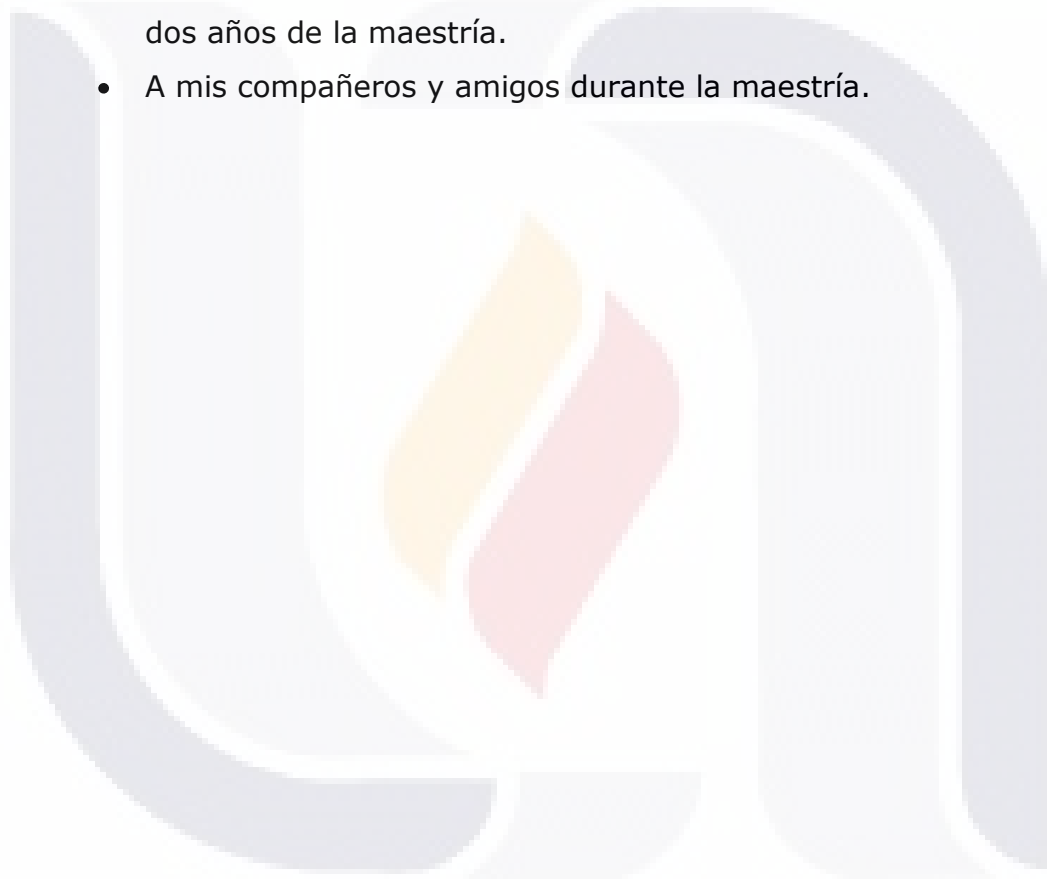 dos años de la maestría.
• A mis compañeros y amigos durante la maestría.